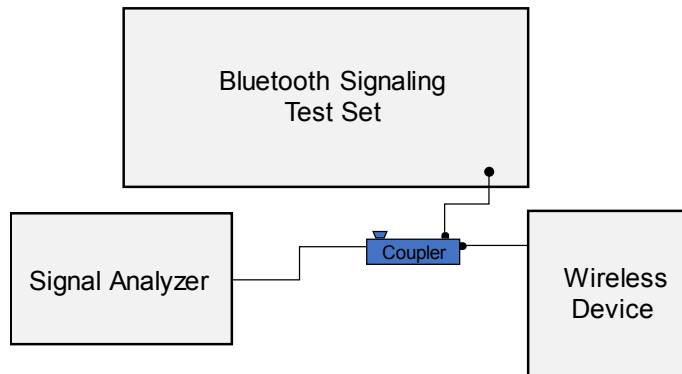 Bluetooth Signaling
Test Set
Signal Analyzer
Coupler
Wireless
Device